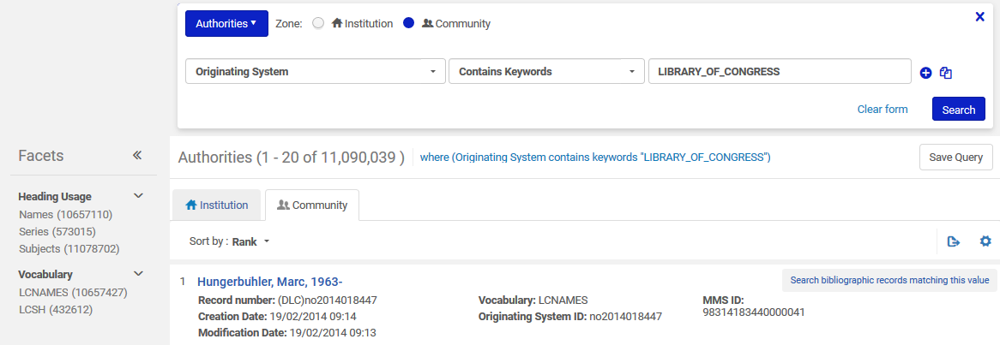 Authorities Zone: Institution Community
Originating System Contains Keywords LIBRARY_OF_CONGRESS
Clear form Search
Facets
Authorities (1 - 20 of 11,090,039 ) where (Originating System contains keywords "LIBRARY_OF_CONGRESS") Save Query
Heading Usage
Names (10657110)
Series (573015)
Subjects (11078702)
Vocabulary
LCNAMES (10657427)
LCSH (432612)
Institution Community
Sort by : Rank
1 Hungerbuhler, Marc, 1963- Search bibliographic records matching this value
Record number: (DLC)no2014018447 Vocabulary: LCNAMES MMS ID:
98314183440000041
Creation Date: 19/02/2014 09:14 Originating System ID: no2014018447
Modification Date: 19/02/2014 09:13